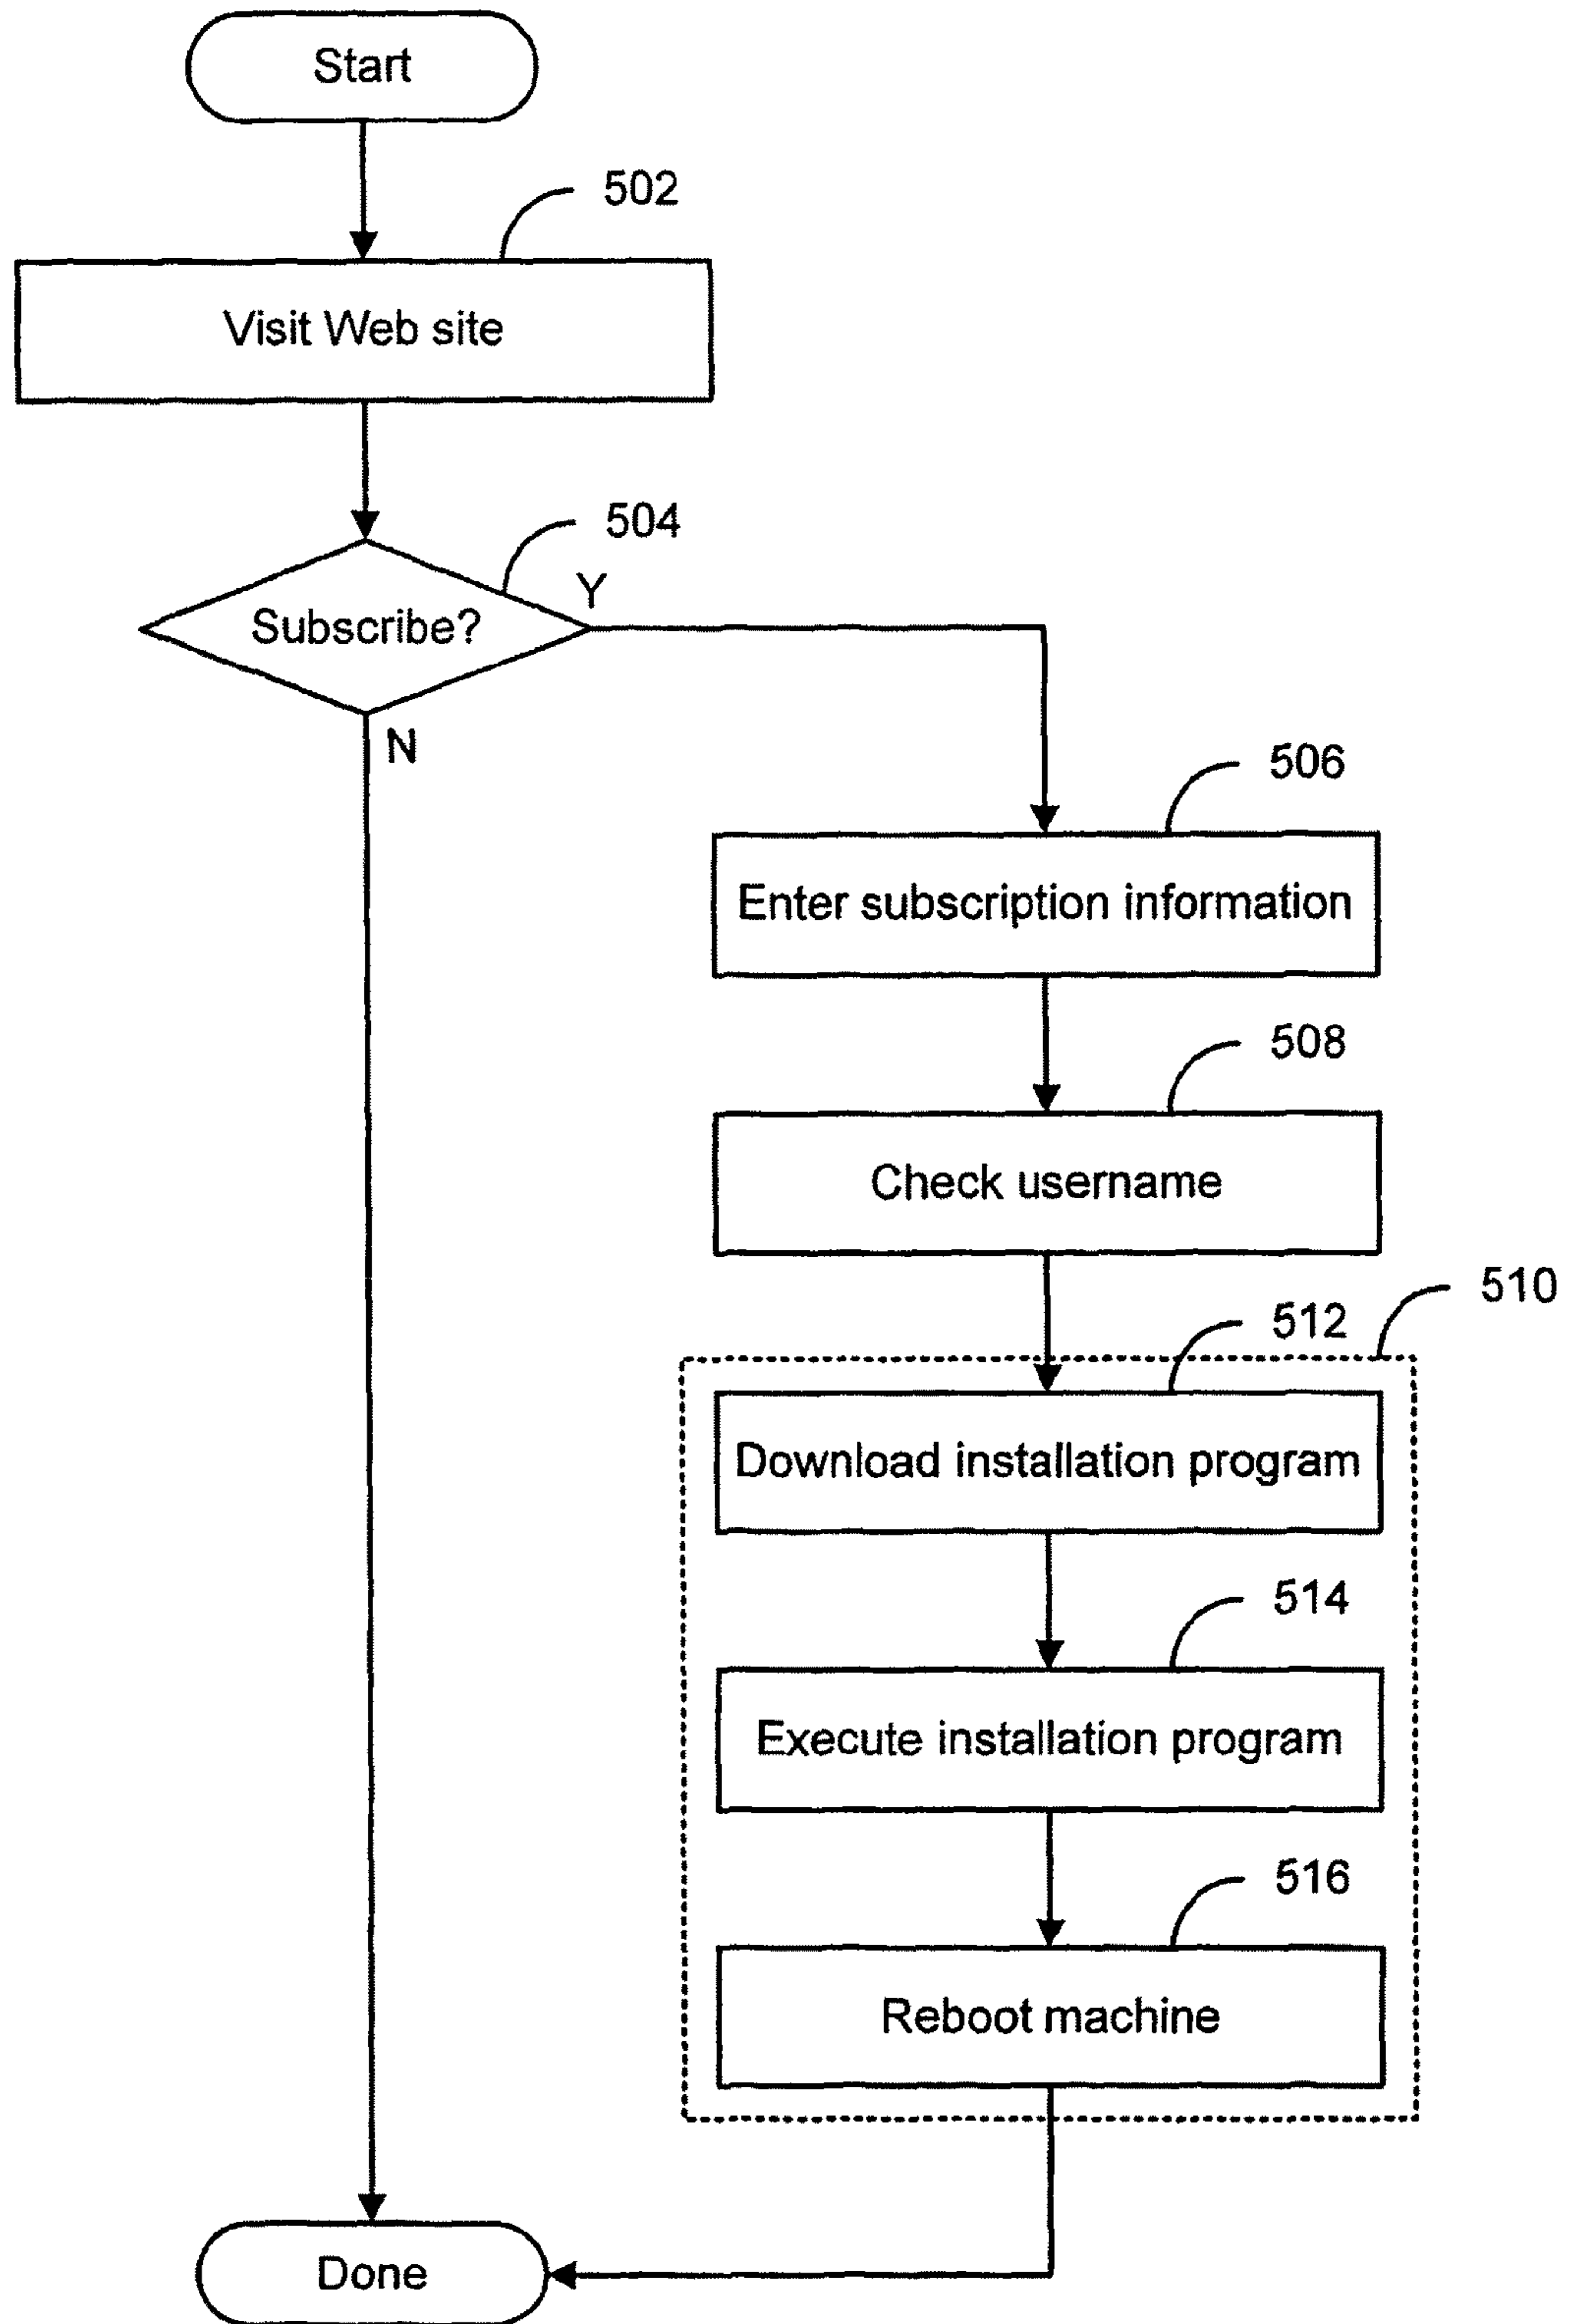 Start
502
Visit Web site
504
Subscribe?
Y
N
506
Enter subscription information
508
Check username
510
512
Download installation program
514
Execute installation program
516
Reboot machine
Done